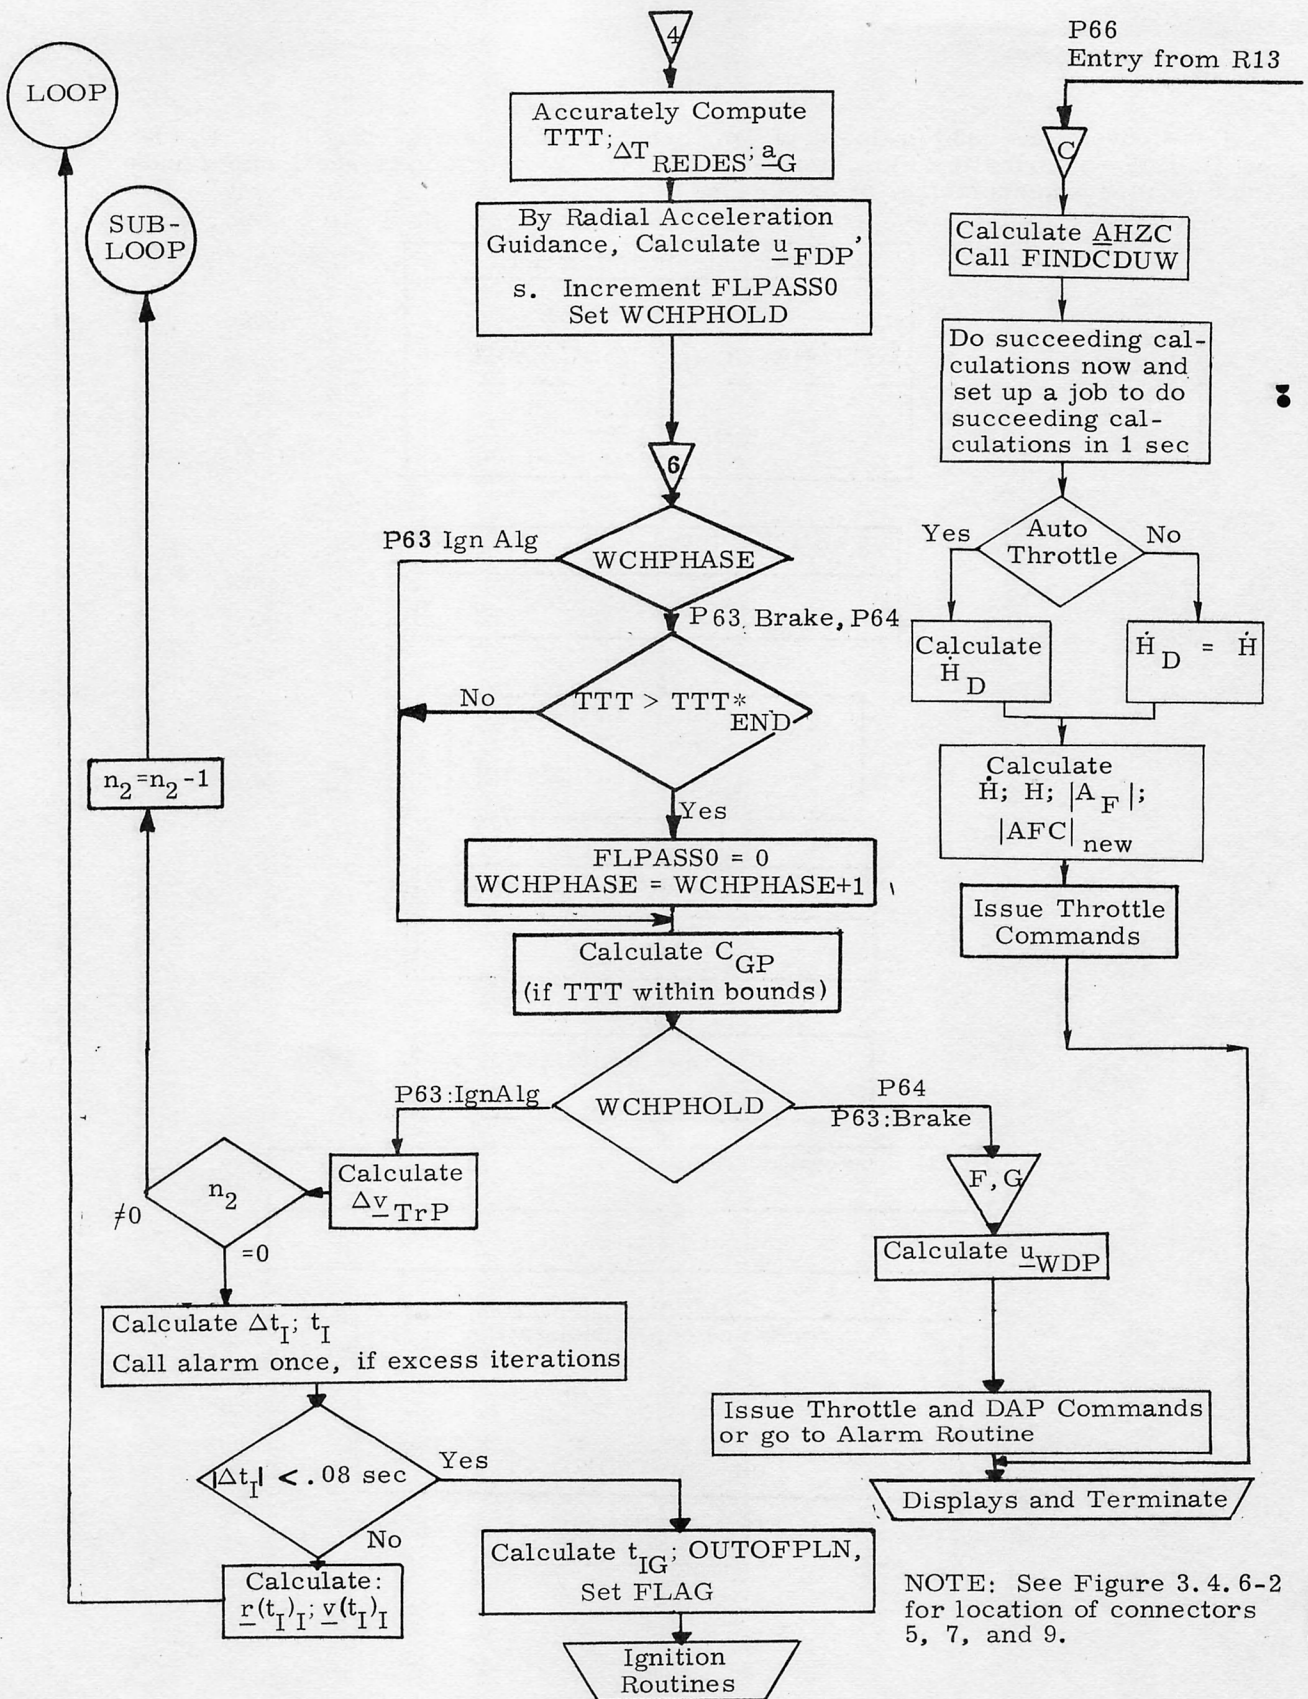 LOOP
SUB-
LOOP
n2=n2-1
4
Accurately Compute
TTT; ΔT REDES; a G
By Radial Acceleration
Guidance, Calculate u FDP,
s. Increment FLPASS0
Set WCHPHOLD
6
P63 Ign Alg
WCHPHASE
P63, Brake, P64
No
TTT > TTT* END
Yes
FLPASS0 = 0
WCHPHASE = WCHPHASE+1
Calculate C GP
(if TTT within bounds)
P63:IgnAlg
WCHPHOLD
P64
P63:Brake
Calculate
Δv TrP
n2
≠0
=0
Calculate ΔtI; tI
Call alarm once, if excess iterations
|ΔtI| < .08 sec
Yes
No
Calculate:
r(tI)I; v(tI)I
Calculate tIG; OUTOFPLN,
Set FLAG
Ignition
Routines
F, G
Calculate u WDP
Issue Throttle and DAP Commands
or go to Alarm Routine
Displays and Terminate
P66
Entry from R13
C
Calculate AHZC
Call FINDCDUW
Do succeeding cal-
culations now and
set up a job to do
succeeding cal-
culations in 1 sec
Yes
Auto
Throttle
No
Calculate
Ḣ D
Ḣ D = Ḣ
Calculate
Ḣ; H; |A F|;
|AFC| new
Issue Throttle
Commands
NOTE: See Figure 3.4.6-2
for location of connectors
5, 7, and 9.